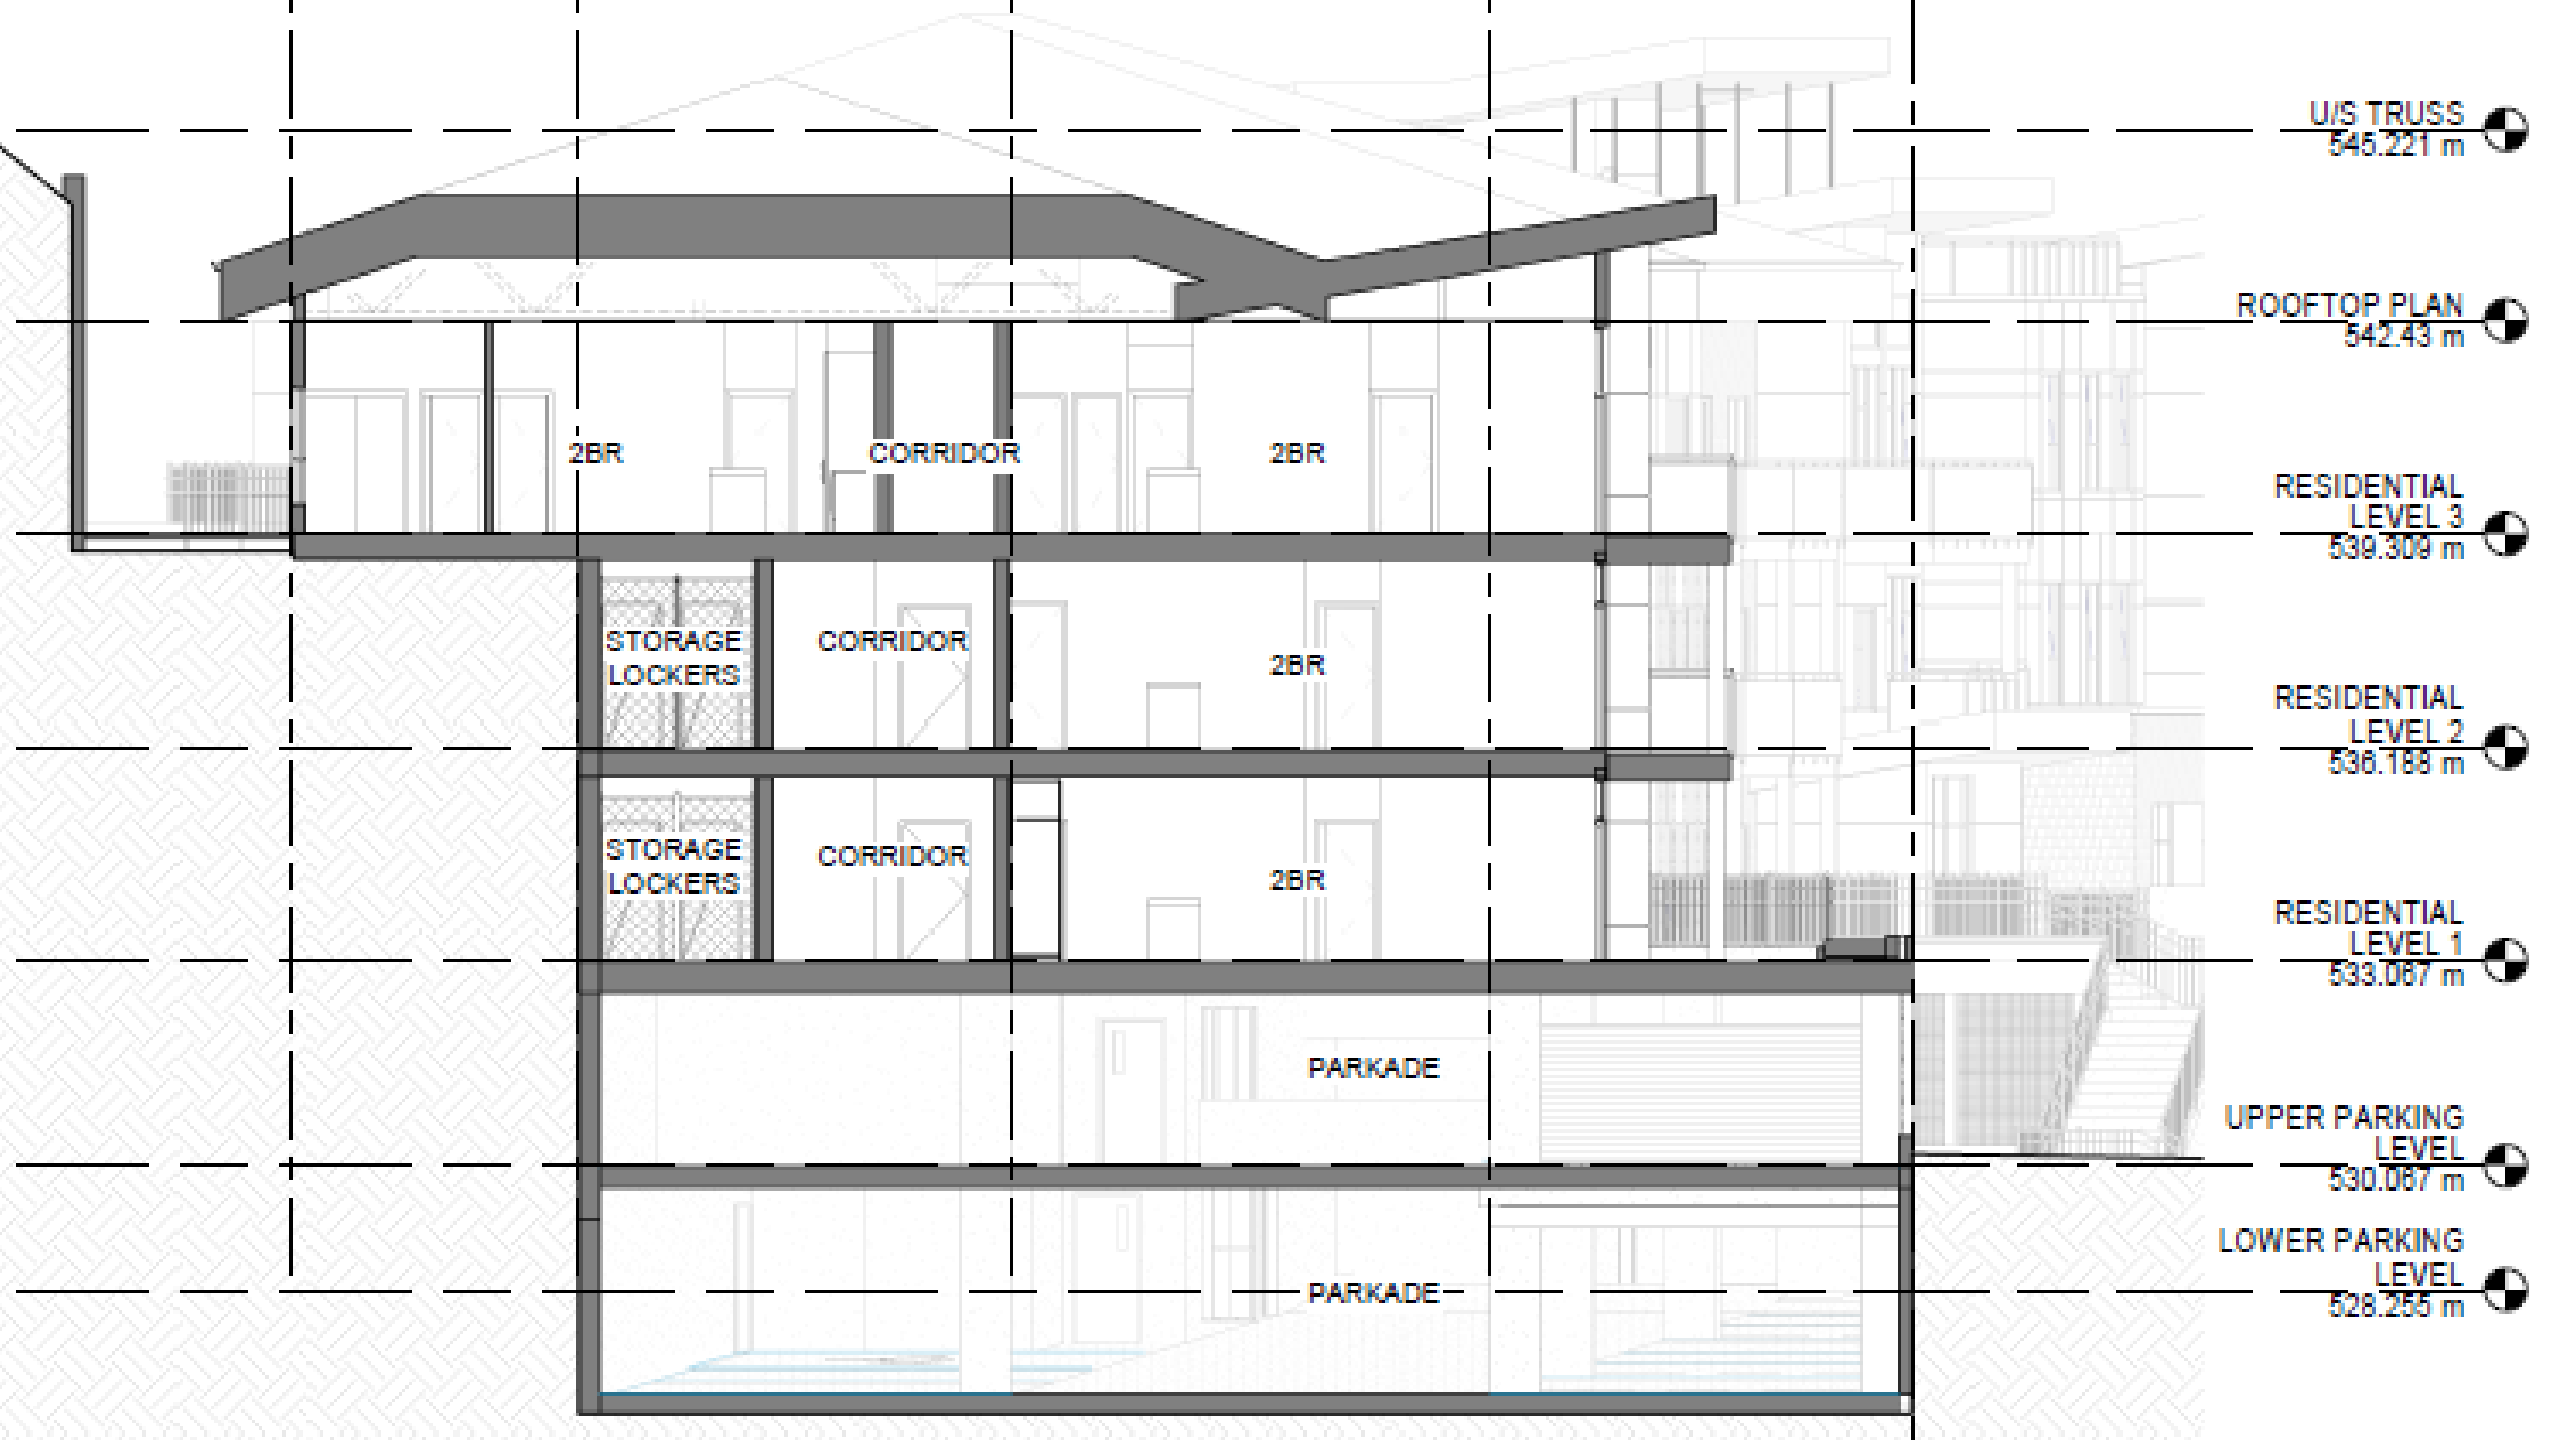 U/S TRUSS
545.221 m
ROOFTOP PLAN
542.43 m
2BR
CORRIDOR
2BR
RESIDENTIAL
LEVEL 3
539.309 m
STORAGE
LOCKERS
CORRIDOR
2BR
RESIDENTIAL
LEVEL 2
536.188 m
STORAGE
LOCKERS
CORRIDOR
2BR
RESIDENTIAL
LEVEL 1
533.067 m
PARKADE
UPPER PARKING
LEVEL
530.067 m
LOWER PARKING
LEVEL
528.255 m
PARKADE